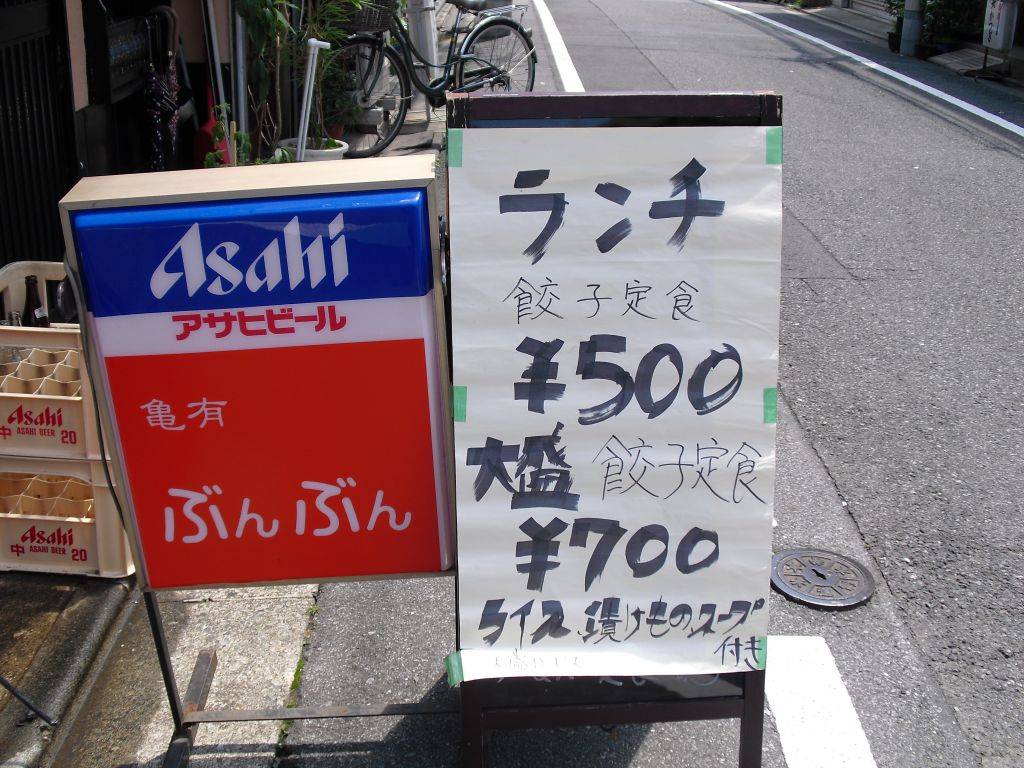 Asahi
アサヒビール
亀有
ぶんぶん
Asahi
中 ASAHI BEER 20
Asahi
中 ASAHI BEER 20
ランチ
餃子定食
¥500
大盛 餃子定食
¥700
ライス 漬けもの スープ
付き